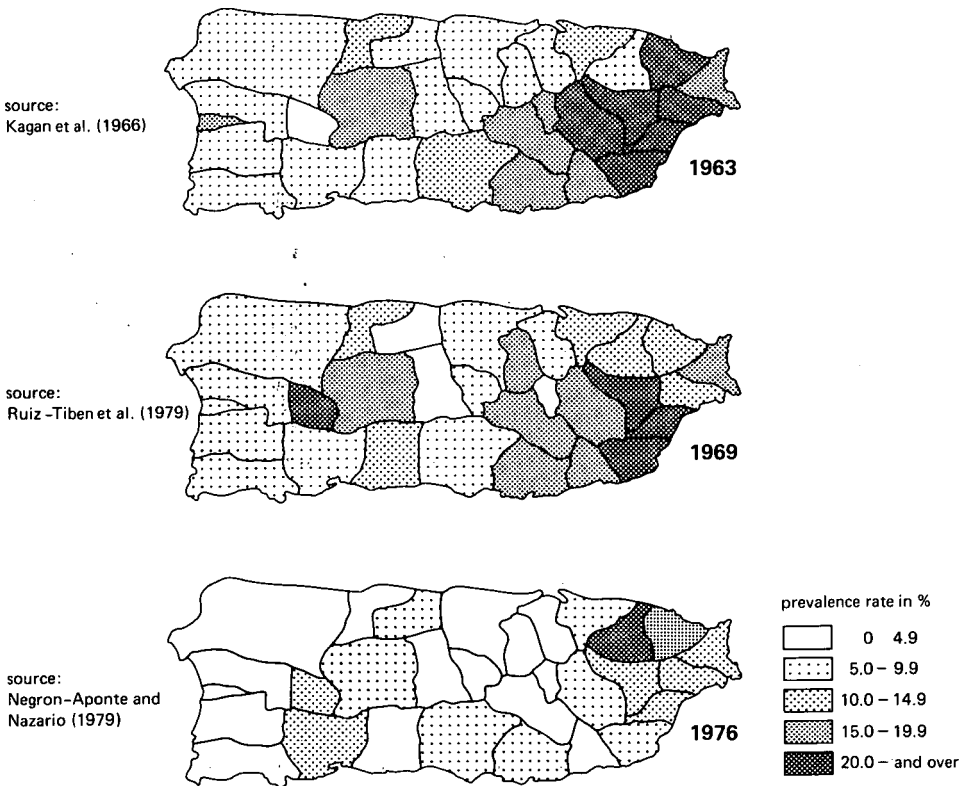 source:
Kagan et al. (1966)
1963
source:
Ruiz-Tiben et al. (1979)
1969
source:
Negron-Aponte and
Nazario (1979)
1976
prevalence rate in %
0 4.9
5.0 – 9.9
10.0 – 14.9
15.0 – 19.9
20.0 – and over